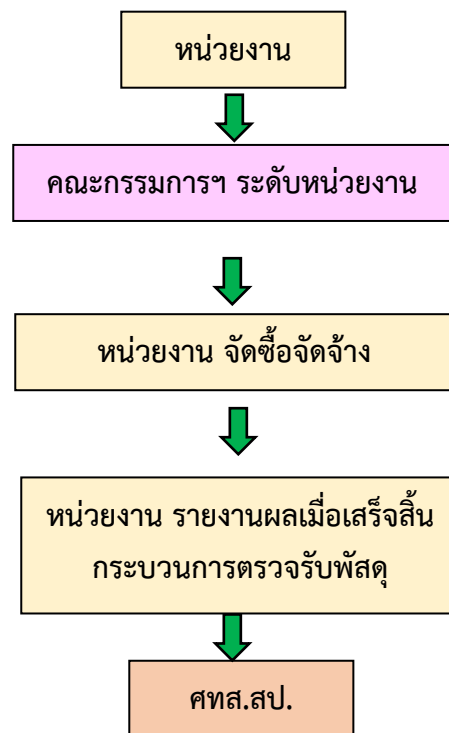 หน่วยงาน
คณะกรรมการฯ ระดับหน่วยงาน
หน่วยงาน จัดซื้อจัดจ้าง
หน่วยงาน รายงานผลเมื่อเสร็จสิ้น
กระบวนการตรวจรับพัสดุ
ศทส.สป.